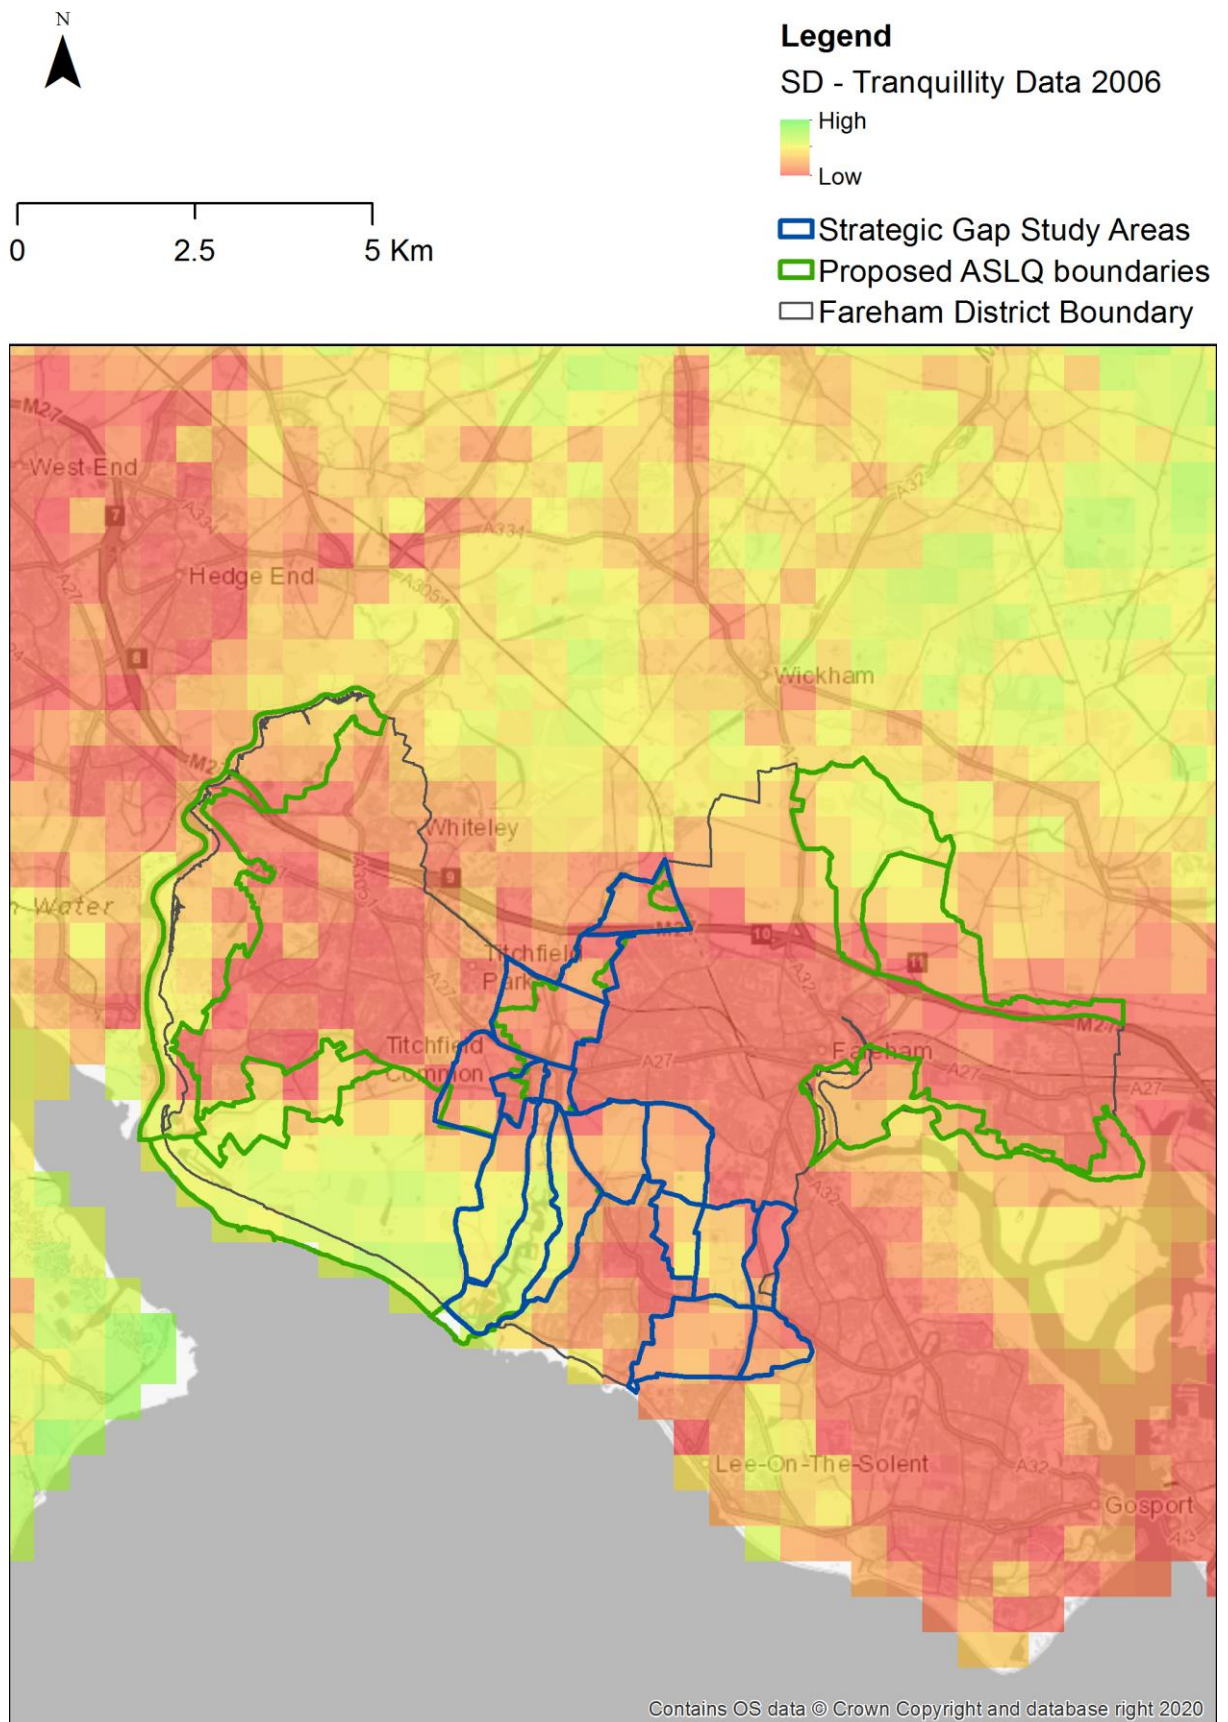 N
Legend
SD - Tranquillity Data 2006
High
Low
0 2.5 5 Km
Strategic Gap Study Areas
Proposed ASLQ boundaries
Fareham District Boundary
M27
West End
7
A334
A32
A334
A27
Hedge End
A3051
8
Wickham
M27
Whiteley
9
A3051
Water
M27
10
Titchfield
Park
11
A32
A27
M27
Titchfield
Common
A27
Fareham
A27
A32
Lee-On-The-Solent
A32
Gosport
Contains OS data © Crown Copyright and database right 2020